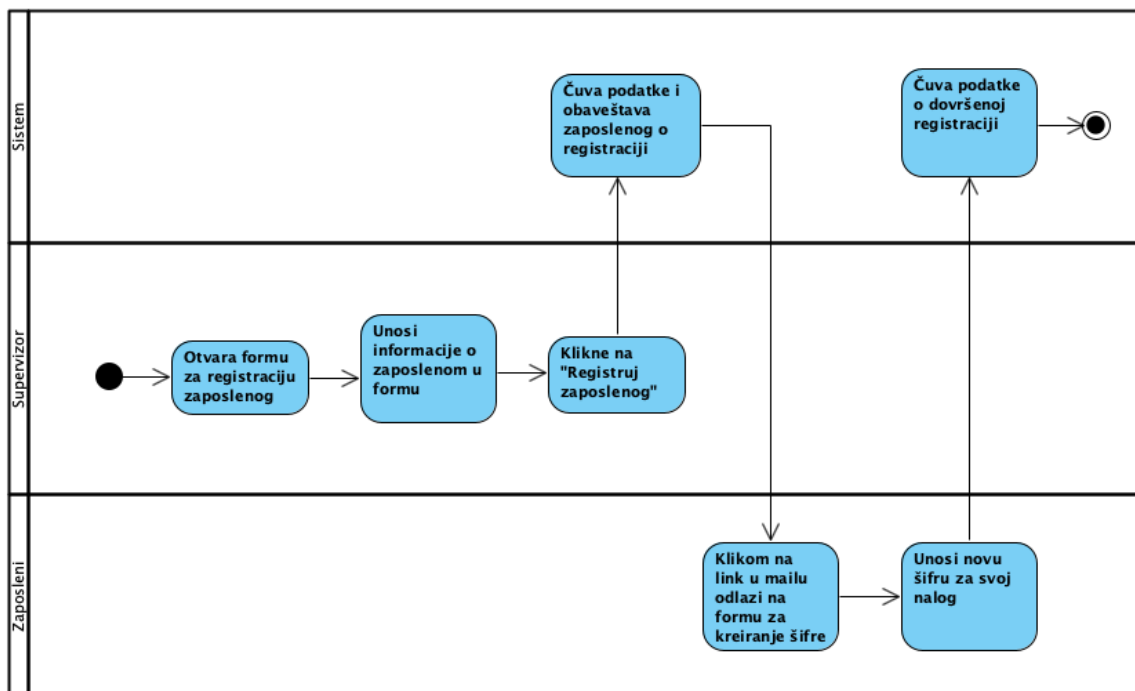 Sistem
Čuva podatke i
obaveštava
zaposlenog o
registraciji
Čuva podatke
o dovršenoj
registraciji
Supervizor
Otvara formu
za registraciju
zaposlenog
Unosi
informacije o
zaposlenom u
formu
Klikne na
"Registruj
zaposlenog"
Zaposleni
Klikom na
link u mailu
odlazi na
formu za
kreiranje šifre
Unosi novu
šifru za svoj
nalog